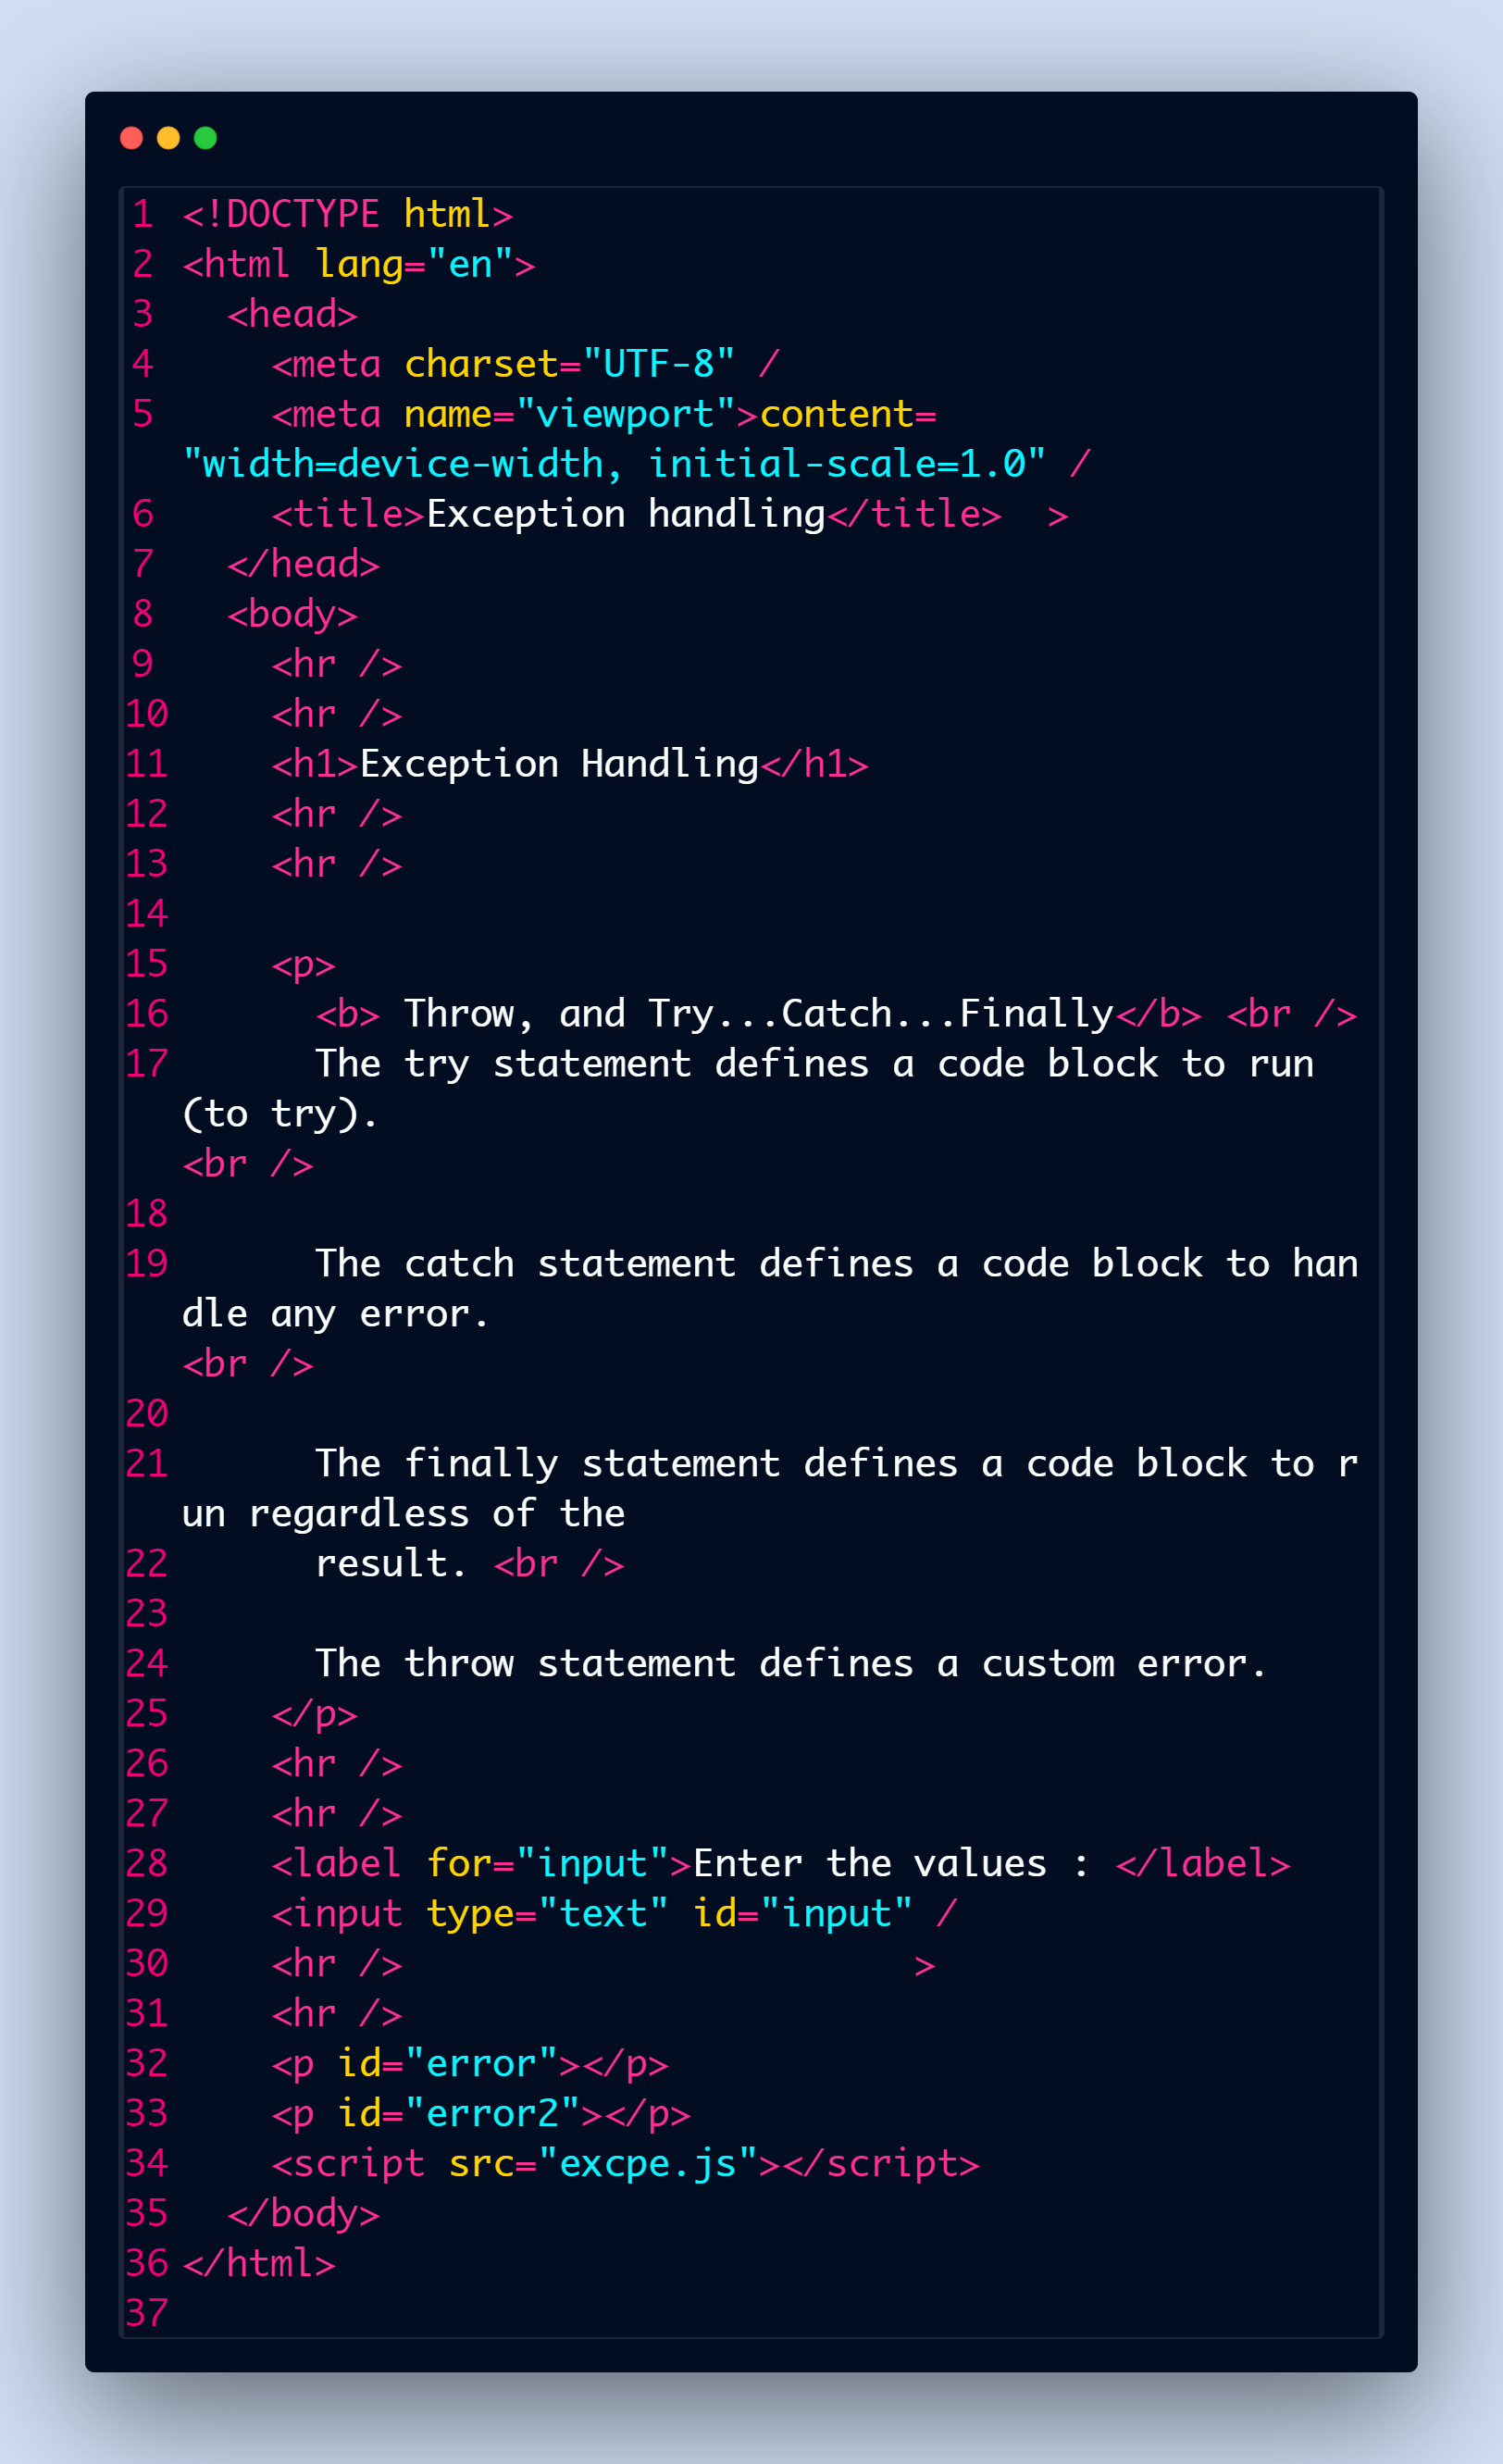 1 <!DOCTYPE html>
2 <html lang="en">
3   <head>
4     <meta charset="UTF-8" /
5     <meta name="viewport">content=
"width=device-width, initial-scale=1.0" /
6     <title>Exception handling</title>  >
7   </head>
8   <body>
9     <hr />
10     <hr />
11     <h1>Exception Handling</h1>
12     <hr />
13     <hr />
14
15     <p>
16       <b> Throw, and Try...Catch...Finally</b> <br />
17       The try statement defines a code block to run
(to try).
<br />
18
19       The catch statement defines a code block to han
dle any error.
<br />
20
21       The finally statement defines a code block to r
un regardless of the
22       result. <br />
23
24       The throw statement defines a custom error.
25     </p>
26     <hr />
27     <hr />
28     <label for="input">Enter the values : </label>
29     <input type="text" id="input" /
30     <hr />                       >
31     <hr />
32     <p id="error"></p>
33     <p id="error2"></p>
34     <script src="excpe.js"></script>
35   </body>
36 </html>
37